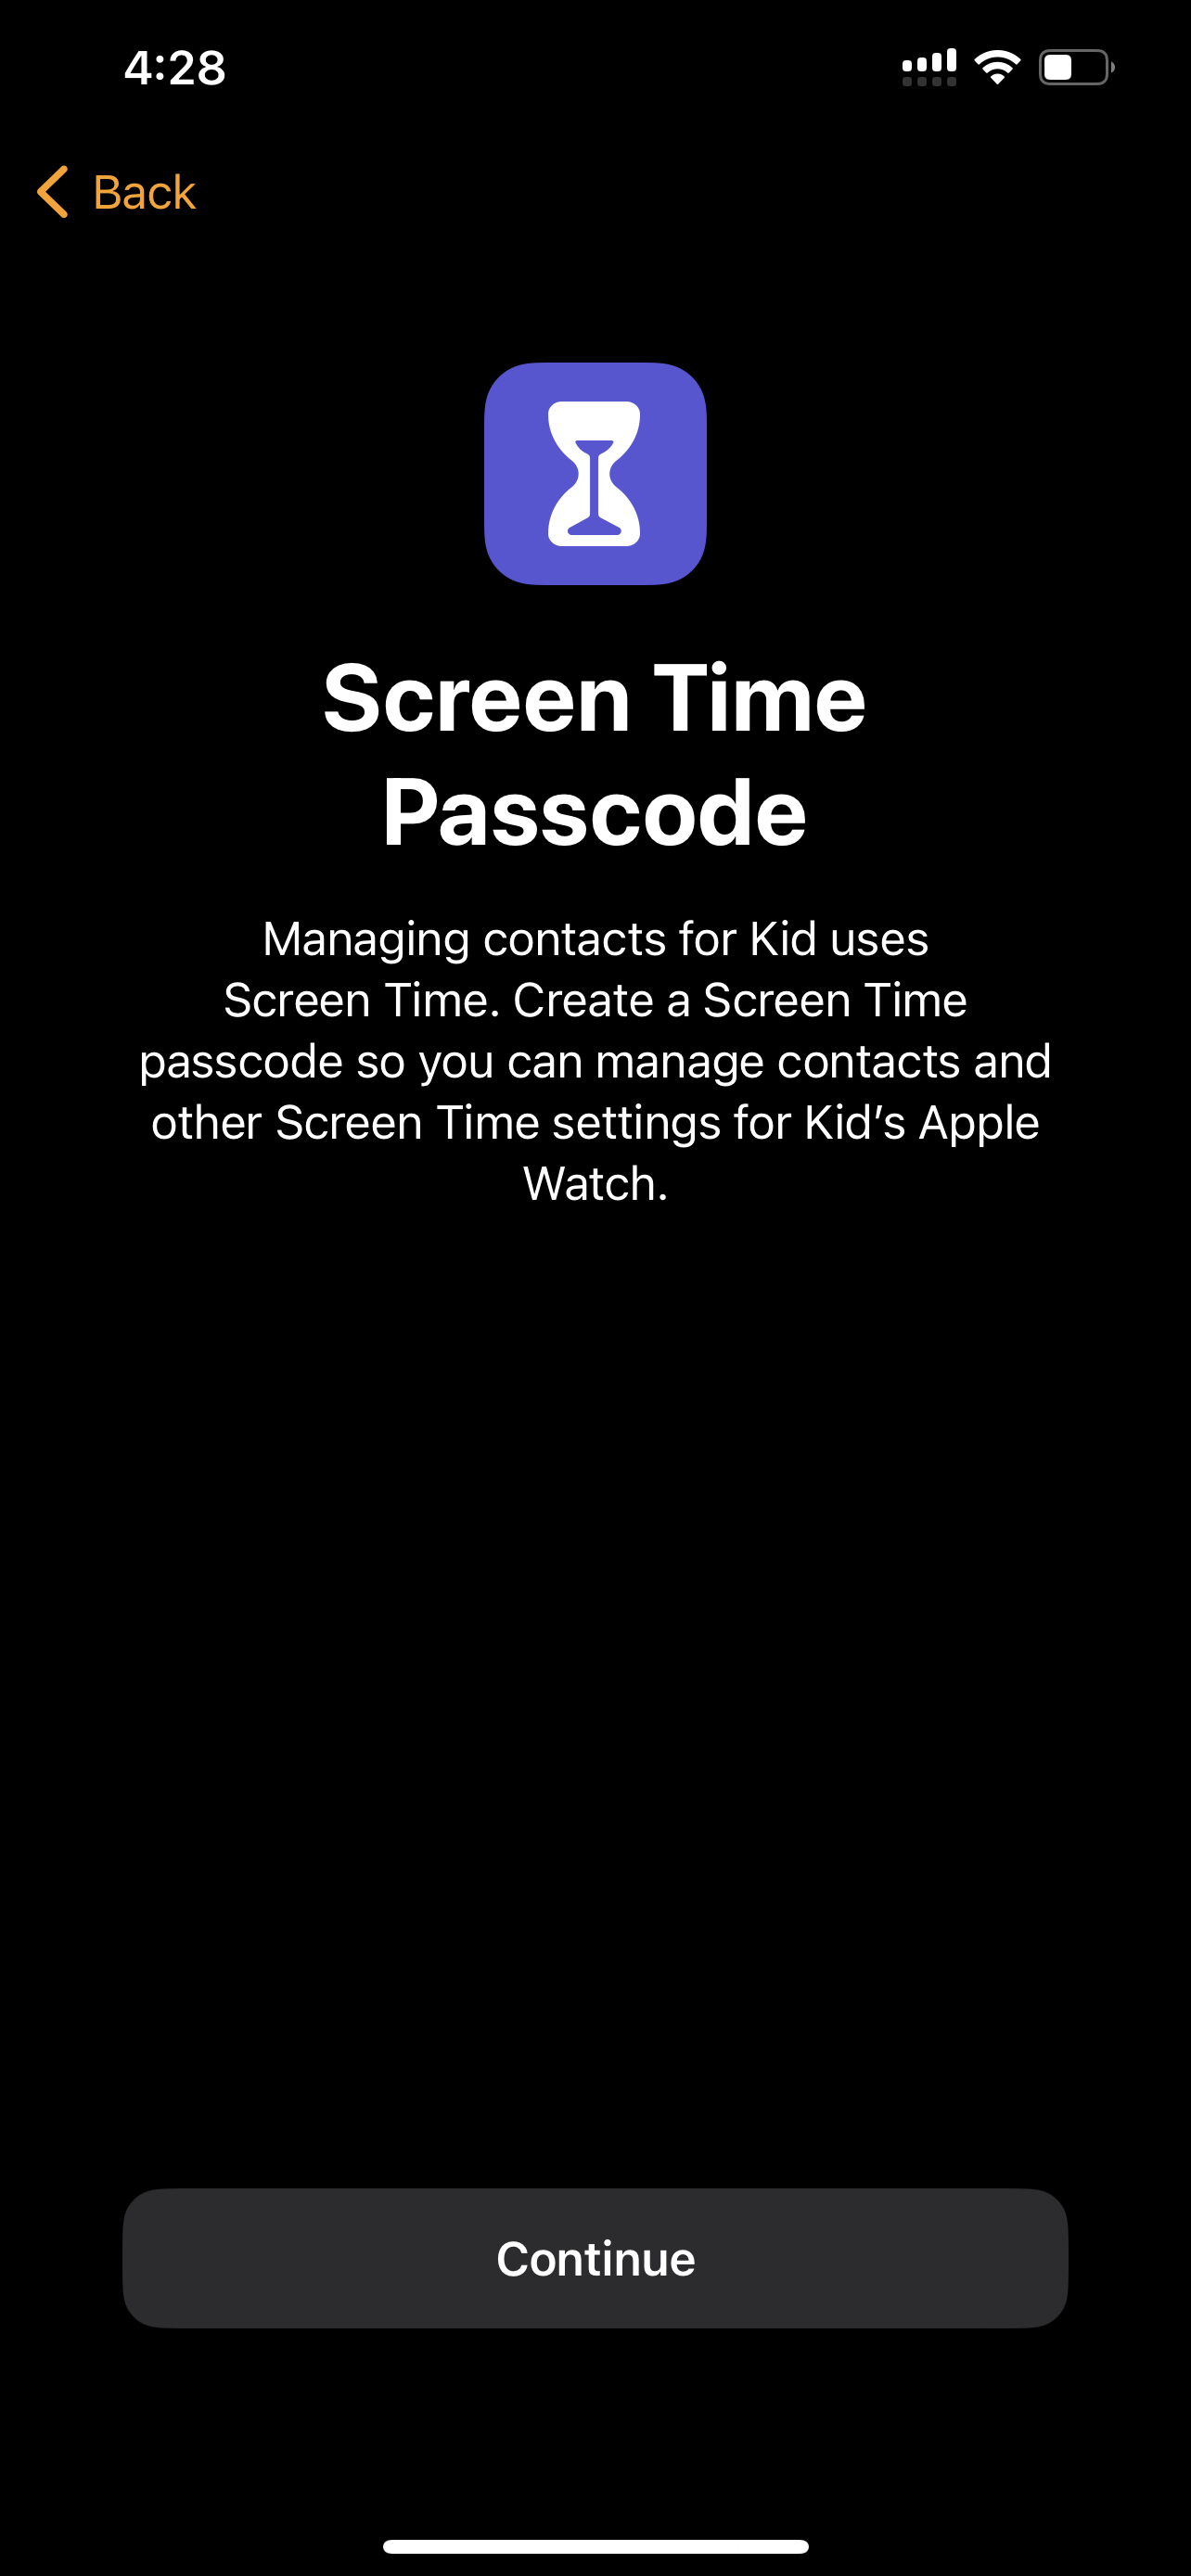 4:28
Back
Screen Time
Passcode
Managing contacts for Kid uses
Screen Time. Create a Screen Time
passcode so you can manage contacts and
other Screen Time settings for Kid’s Apple
Watch.
Continue